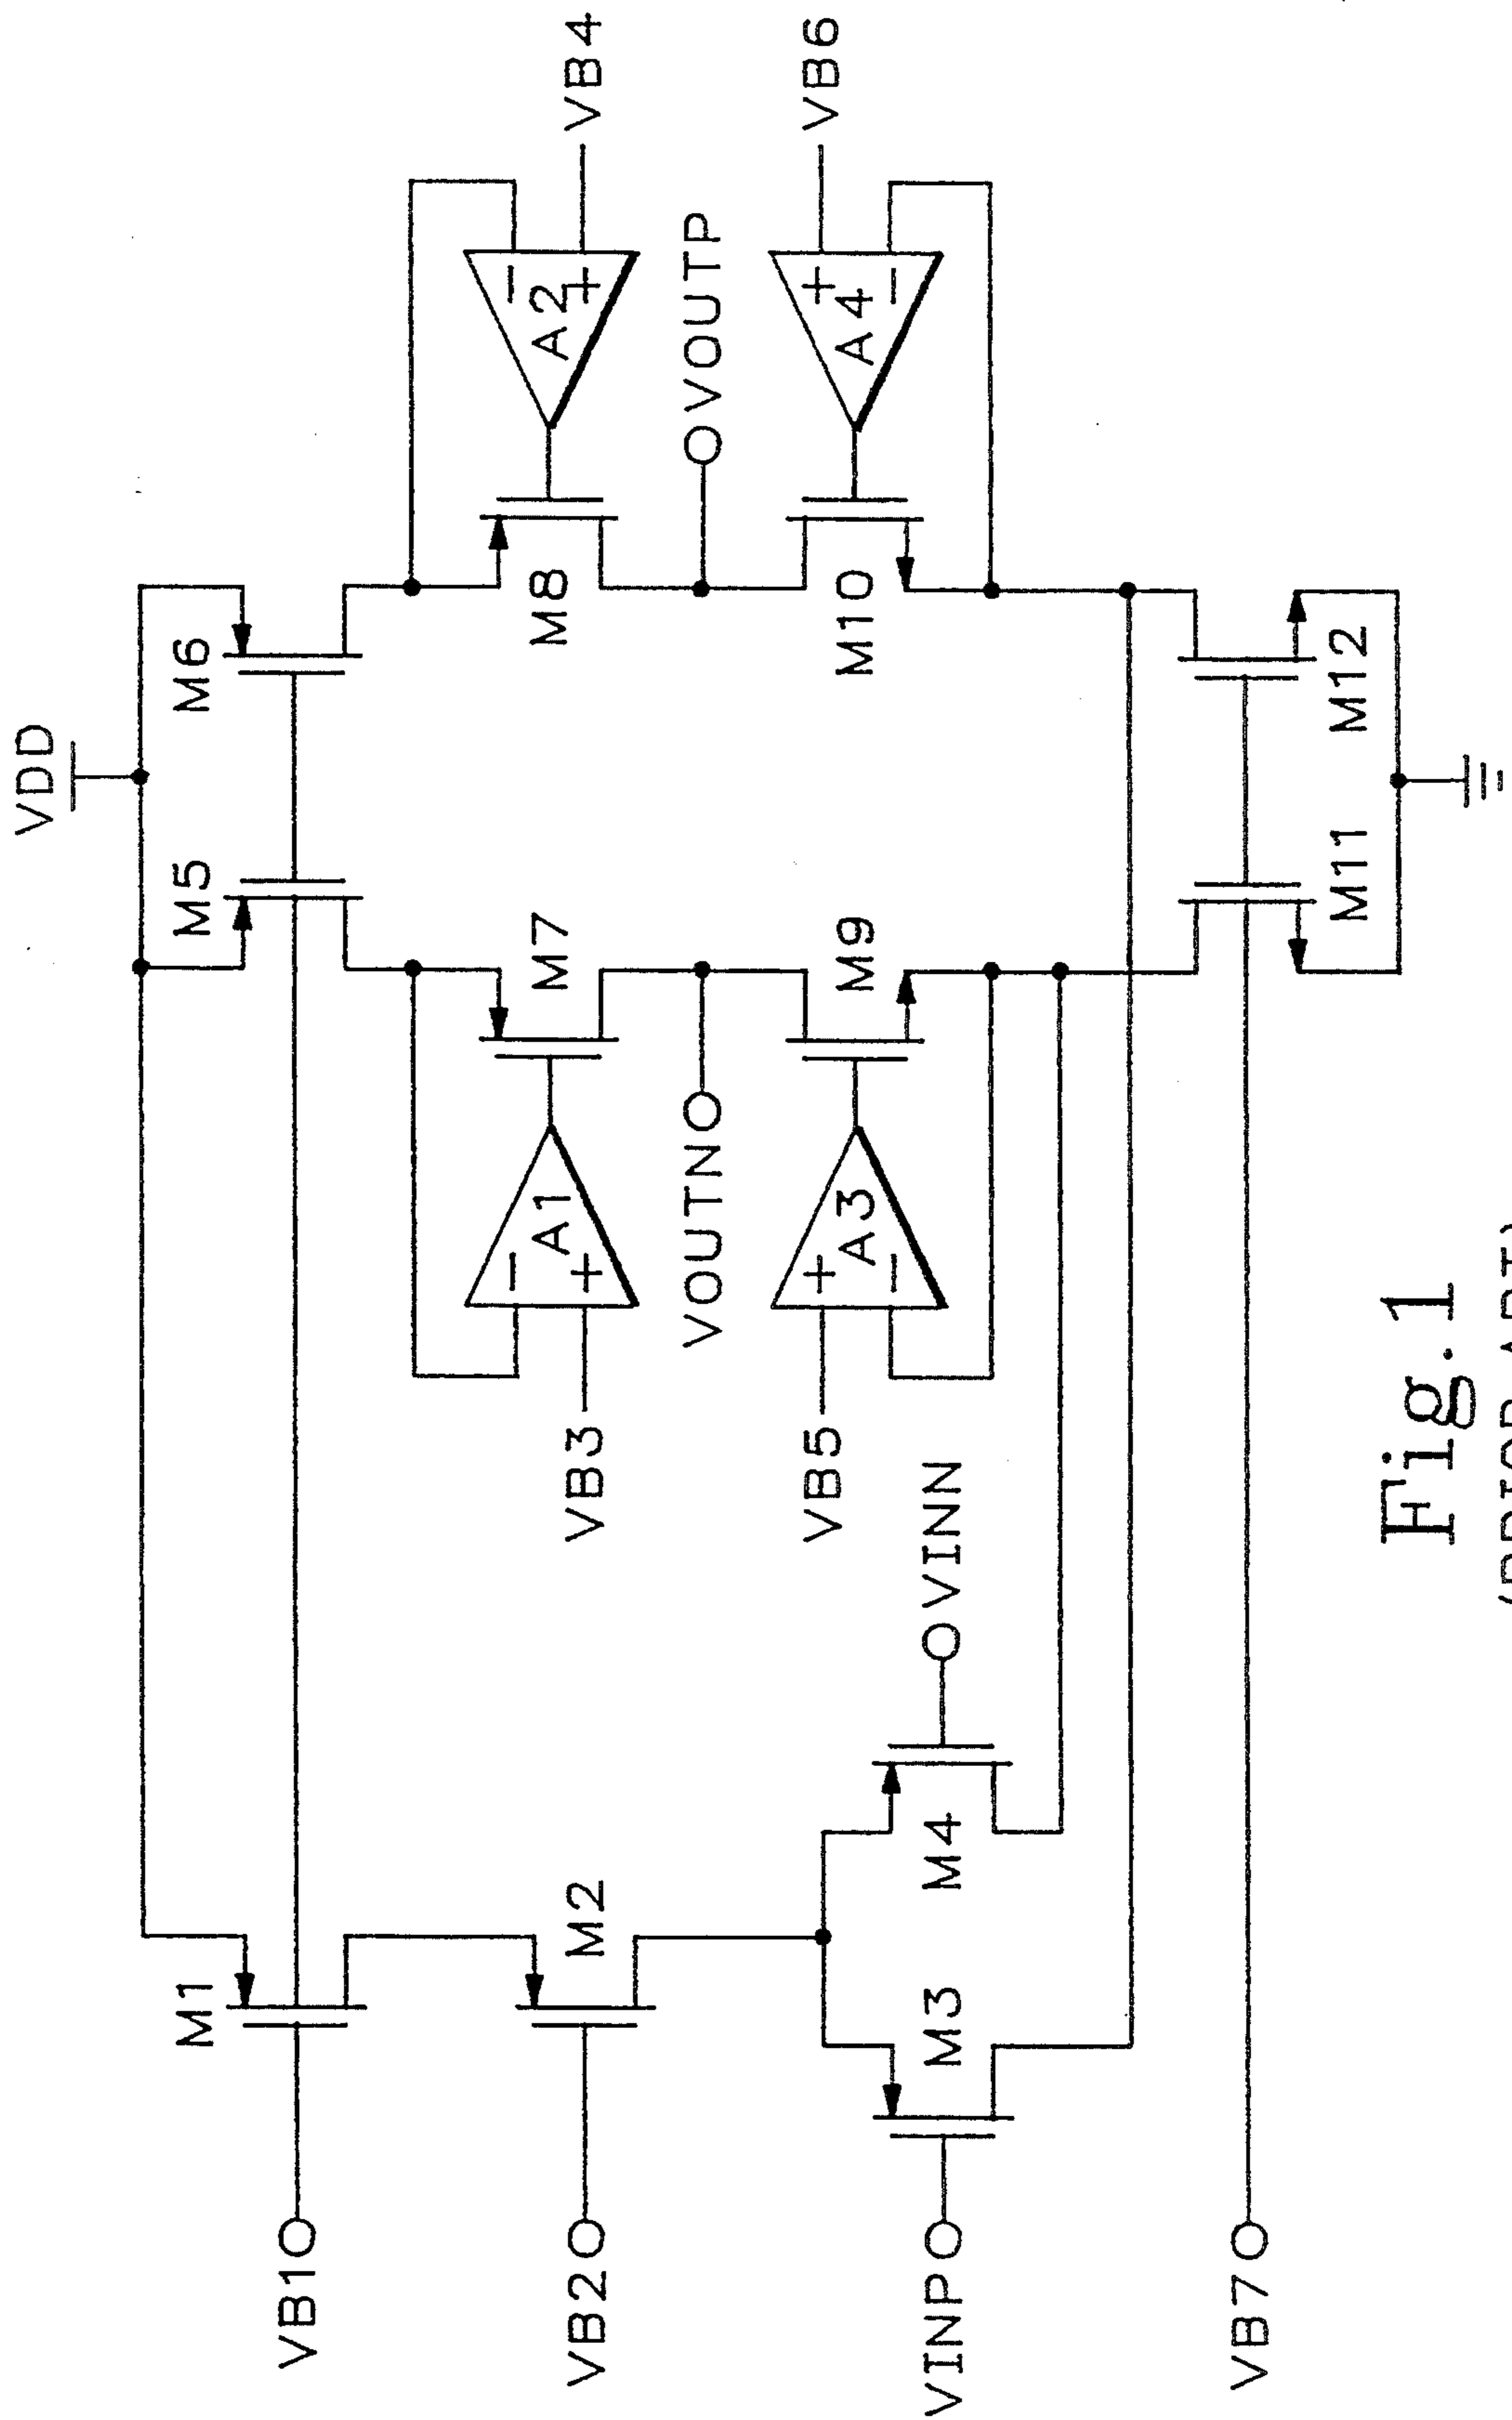 VDD
M5
M6
M1
VB1
VB4
A2
- +
M8
M7
A1
- +
VB3
M2
VB2
VOUTP
VOUTN
VB6
A4
+ -
M10
M9
A3
+ -
VB5
VINN
M4
M3
VINP
VB7
M11
M12
Fig.1